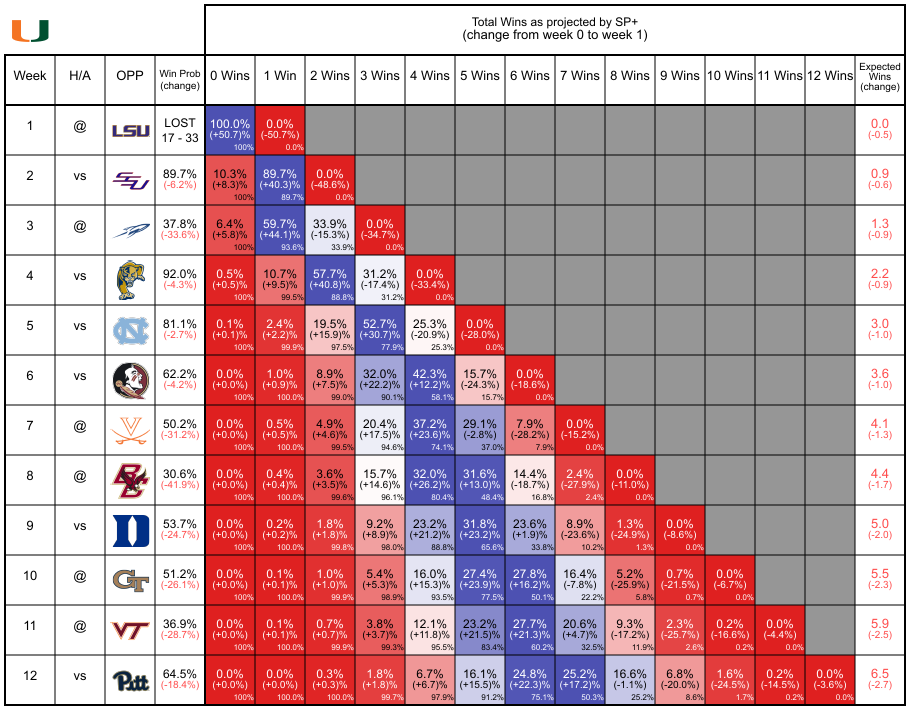 Total Wins as projected by SP+
(change from week 0 to week 1)
Week H/A OPP Win Prob (change) 0 Wins 1 Win 2 Wins 3 Wins 4 Wins 5 Wins 6 Wins 7 Wins 8 Wins 9 Wins 10 Wins 11 Wins 12 Wins Expected Wins (change)
1 @ LSU LOST 100.0% 0.0% 0.0
17 - 33 (+50.7)% (-50.7%) (-0.5)
100% 0.0%
2 vs 89.7% 10.3% 89.7% 0.0% 0.9
(-6.2%) (+8.3)% (+40.3)% (-48.6%) (-0.6)
100% 89.7% 0.0%
3 @ 37.8% 6.4% 59.7% 33.9% 0.0% 1.3
(-33.6%) (+5.8)% (+44.1)% (-15.3%) (-34.7%) (-0.9)
100% 93.6% 33.9% 0.0%
4 vs 92.0% 0.5% 10.7% 57.7% 31.2% 0.0% 2.2
(-4.3%) (+0.5)% (+9.5)% (+40.8)% (-17.4%) (-33.4%) (-0.9)
100% 99.5% 88.8% 31.2% 0.0%
5 vs NC 81.1% 0.1% 2.4% 19.5% 52.7% 25.3% 0.0% 3.0
(-2.7%) (+0.1)% (+2.2)% (+15.9)% (+30.7)% (-20.9%) (-28.0%) (-1.0)
100% 99.9% 97.5% 77.9% 25.3% 0.0%
6 vs 62.2% 0.0% 1.0% 8.9% 32.0% 42.3% 15.7% 0.0% 3.6
(-4.2%) (+0.0)% (+0.9)% (+7.5)% (+22.2)% (+12.2)% (-24.3%) (-18.6%) (-1.0)
100% 100.0% 99.0% 90.1% 58.1% 15.7% 0.0%
7 @ V 50.2% 0.0% 0.5% 4.9% 20.4% 37.2% 29.1% 7.9% 0.0% 4.1
(-31.2%) (+0.0)% (+0.5)% (+4.6)% (+17.5)% (+23.6)% (-2.8%) (-28.2%) (-15.2%) (-1.3)
100% 100.0% 99.5% 94.6% 74.1% 37.0% 7.9% 0.0%
8 @ BC 30.6% 0.0% 0.4% 3.6% 15.7% 32.0% 31.6% 14.4% 2.4% 0.0% 4.4
(-41.9%) (+0.0)% (+0.4)% (+3.5)% (+14.6)% (+26.2)% (+13.0)% (-18.7%) (-27.9%) (-11.0%) (-1.7)
100% 100.0% 99.6% 96.1% 80.4% 48.4% 16.8% 2.4% 0.0%
9 vs D 53.7% 0.0% 0.2% 1.8% 9.2% 23.2% 31.8% 23.6% 8.9% 1.3% 0.0% 5.0
(-24.7%) (+0.0)% (+0.2)% (+1.8)% (+8.9)% (+21.2)% (+23.9)% (+1.9)% (-23.6%) (-24.9%) (-8.6%) (-2.0)
100% 100.0% 99.8% 98.0% 88.8% 65.6% 33.8% 10.2% 1.3% 0.0%
10 @ GT 51.2% 0.0% 0.1% 1.0% 5.4% 16.0% 27.4% 27.8% 16.4% 5.2% 0.7% 0.0% 5.5
(-26.1%) (+0.0)% (+0.1)% (+1.0)% (+5.3)% (+15.3)% (+23.2)% (+16.2)% (-7.8%) (-25.9%) (-21.5%) (-6.7%) (-2.3)
100% 100.0% 99.9% 98.9% 93.5% 77.5% 50.1% 22.2% 5.8% 0.7% 0.0%
11 @ VT 36.9% 0.0% 0.1% 0.7% 3.8% 12.1% 23.2% 27.7% 20.6% 9.3% 2.3% 0.2% 0.0% 5.9
(-28.7%) (+0.0)% (+0.1)% (+0.7)% (+3.7)% (+11.8)% (+21.5)% (+21.3)% (+4.7)% (-17.2%) (-25.7%) (-16.6%) (-4.4%) (-2.5)
100% 100.0% 99.9% 99.3% 95.5% 83.4% 60.2% 32.5% 11.9% 2.6% 0.2% 0.0%
12 vs Pitt 64.5% 0.0% 0.0% 0.3% 1.8% 6.7% 16.1% 24.8% 25.2% 16.6% 6.8% 1.6% 0.2% 0.0% 6.5
(-18.4%) (+0.0)% (+0.0)% (+0.3)% (+1.8)% (+6.7)% (+15.5)% (+22.3)% (+17.2)% (-1.1%) (-20.0%) (-24.5%) (-14.5%) (-3.6%) (-2.7)
100% 100.0% 100.0% 99.7% 97.9% 91.2% 75.1% 50.3% 25.2% 8.6% 1.7% 0.2% 0.0%